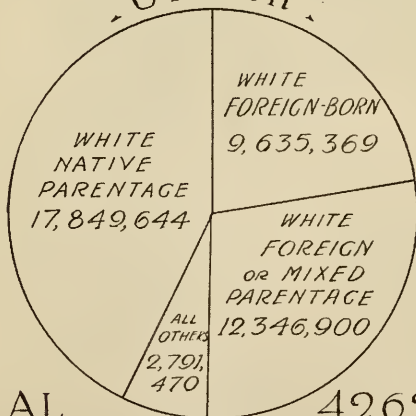 WHITE
FOREIGN-BORN
9,635,369
WHITE
NATIVE
PARENTAGE
17,849,644
WHITE
FOREIGN
OR MIXED
PARENTAGE
12,346,900
ALL
OTHERS
2,791,
470
AL
426